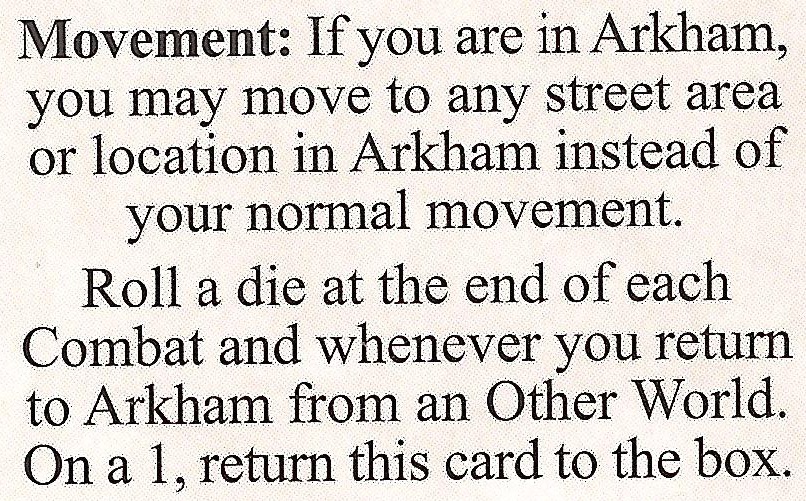 Movement: If you are in Arkham,
you may move to any street area
or location in Arkham instead of
your normal movement.
Roll a die at the end of each
Combat and whenever you return
to Arkham from an Other World.
On a 1, return this card to the box.